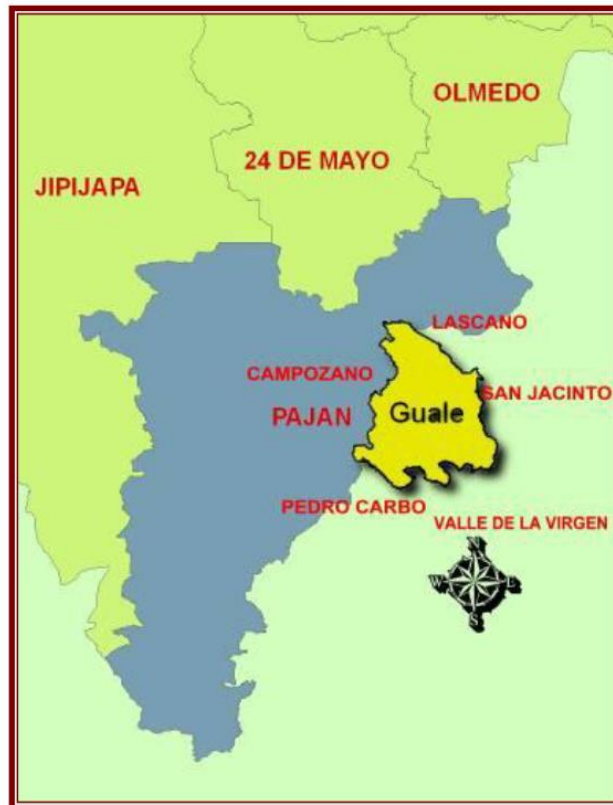 OLMEDO
24 DE MAYO
JIPIJAPA
LASCANO
CAMPOZANO
SAN JACINTO
PAJAN
Guale
PEDRO CARBO
VALLE DE LA VIRGEN
N
W E
S